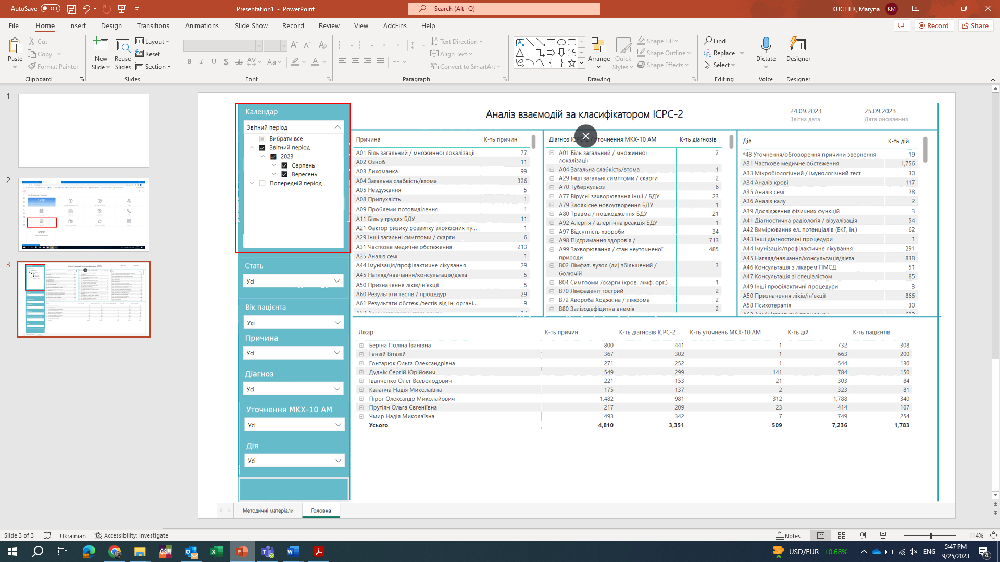 AutoSave Off
Presentation1 - PowerPoint
Search (Alt+Q)
KUCHER, Maryna KM
File Home Insert Design Transitions Animations Slide Show Record Review View Add-ins Help
Record Share
Paste Cut Copy Format Painter
Clipboard
New Slide Reuse Slides Layout Reset Section
Slides
B I U S ab AV Aa A
Font
Text Direction Align Text Convert to SmartArt
Paragraph
Arrange Quick Styles Shape Fill Shape Outline Shape Effects
Drawing
Find Replace Select
Editing
Dictate
Voice
Designer
Designer
1
2
3
Календар
Звітний період
Вибрати все
Звітний період
2023
Серпень
Вересень
Попередній період
Стать
Усі
Вік пацієнта
Усі
Причина
Усі
Діагноз
Усі
Уточнення МКХ-10 АМ
Усі
Дія
Усі
Аналіз взаємодій за класифікатором ICPC-2
24.09.2023
Звітна дата
25.09.2023
Дата оновлення
Причина К-ть причин
A01 Біль загальний / множинної локалізації 77
A02 Озноб 11
A03 Лихоманка 99
A04 Загальна слабкість/втома 326
A05 Нездужання 5
A08 Припухлість 1
A09 Проблеми потовиділення 1
A11 Біль у грудях БДУ 11
A21 Фактор ризику розвитку злоякісних пу... 1
A29 Інші загальні симптоми / скарги 6
A31 Часткове медичне обстеження 213
A35 Аналіз сечі 1
A44 Імунізація/профілактичне лікування 29
A45 Нагляд/навчання/консультація/дієта 5
A50 Призначення ліків/ін'єкції 5
A60 Результати тестів / процедур 29
A61 Результати обстеж./тестів від ін. органі... 9
Діагноз ICPC-2 / Уточнення МКХ-10 АМ К-ть діагнозів
A01 Біль загальний / множинної локалізації 2
A04 Загальна слабкість/втома 1
A29 Інші загальні симптоми / скарги 2
A70 Туберкульоз 6
A77 Вірусні захворювання інші / БДУ 23
A79 Злоякісне новоутворення БДУ 1
A80 Травма / пошкодження БДУ 21
A92 Алергія / алергічна реакція БДУ 1
A97 Відсутність хвороби 34
A98 Підтримання здоров'я / 713
A99 Захворювання / стан неуточненої природи 485
B02 Лімфат. вузол (ли) збільшений / болючій 3
B04 Симптоми /скарги (кров, лімф. орг.) 1
B70 Лімфаденіт гострий 2
B72 Хвороба Ходжкіна / лімфома 2
B80 Залізодефіцитна анемія 2
Дія К-ть дій
*48 Уточнення/обговорення причини звернення 19
A31 Часткове медичне обстеження 1,756
A33 Мікробіологічний / імунологічний тест 30
A34 Аналіз крові 117
A35 Аналіз сечі 28
A36 Аналіз калу 2
A39 Дослідження фізичних функцій 3
A41 Діагностична радіологія / візуалізація 54
A42 Вимірювання ел. потенціалів (ЕКГ, ін.) 62
A43 Інші діагностичні процедури 1
A44 Імунізація/профілактичне лікування 291
A45 Нагляд/навчання/консультація/дієта 838
A46 Консультація з лікарем ПМСД 51
A47 Консультація зі спеціалістом 85
A49 Інші профілактичні процедури 3
A50 Призначення ліків/ін'єкції 866
A58 Психотерапія 30
Лікар К-ть причин К-ть діагнозів ICPC-2 К-ть уточнень МКХ-10 АМ К-ть дій К-ть пацієнтів
Беріна Поліна Іванівна 800 441 1 732 308
Ганзій Віталій 367 302 1 663 200
Гонтарюк Ольга Олександрівна 271 252 1 544 130
Дуднік Сергій Юрійович 549 299 141 784 150
Іванченко Олег Всеволодович 221 153 21 303 84
Каланча Надія Миколаївна 175 137 2 323 81
Пірог Олександр Миколайович 1,482 981 312 1,788 340
Прутіян Ольга Євгеніївна 217 209 23 414 167
Чмир Надія Миколаївна 493 342 7 749 254
Усього 4,810 3,351 509 7,236 1,783
Методичні матеріали Головна
Slide 3 of 3 Ukrainian Accessibility: Investigate
Notes 114%
USD/EUR +0.68% ENG 5:47 PM
9/25/2023 4